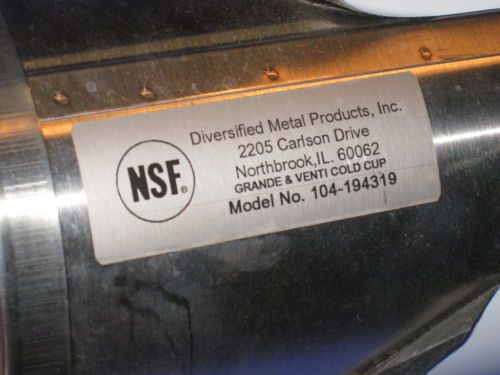 NSF®
Diversified Metal Products, Inc.
2205 Carlson Drive
Northbrook,IL. 60062
GRANDE & VENTI COLD CUP
Model No. 104-194319